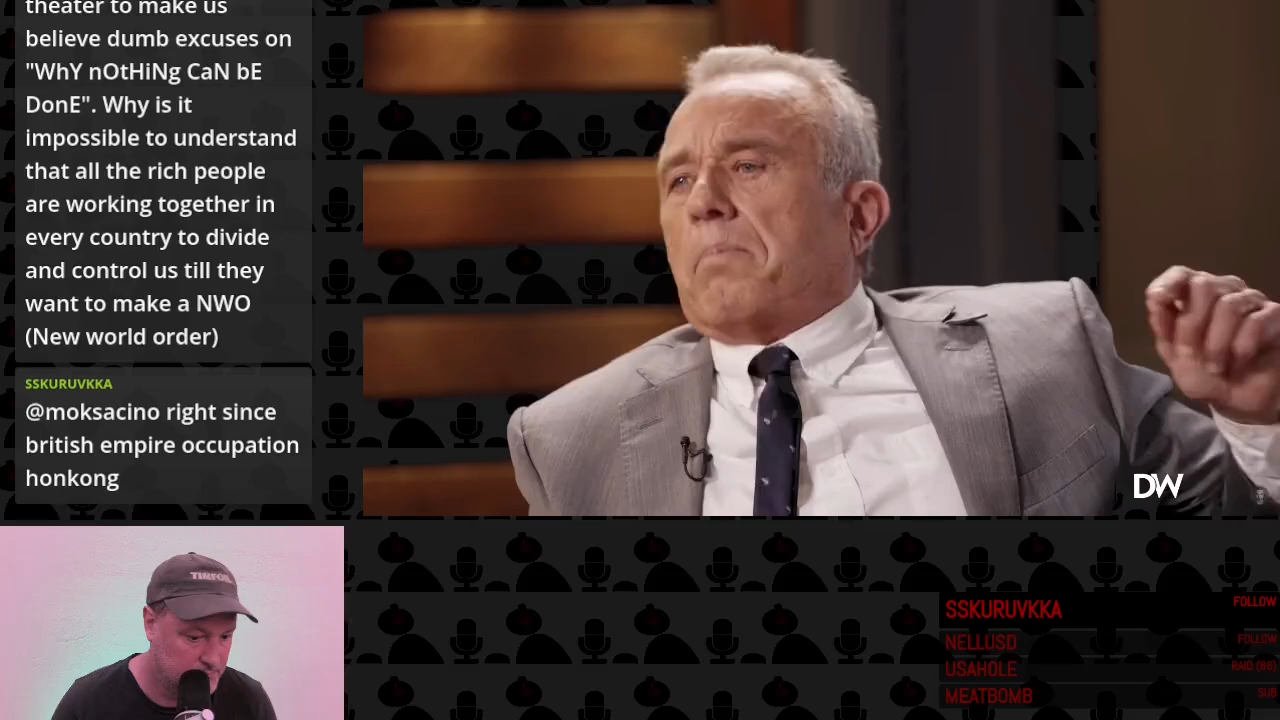 theater to make us
believe dumb excuses on
"WhY nOtHiNg CaN bE
DonE". Why is it
impossible to understand
that all the rich people
are working together in
every country to divide
and control us till they
want to make a NWO
(New world order)
SSKURUVKKA
@moksacino right since
british empire occupation
honkong
DW
TINFOIL
SSKURUVKKA FOLLOW
NELLUSD FOLLOW
USAHOLE RAID (66)
MEATBOMB SUB